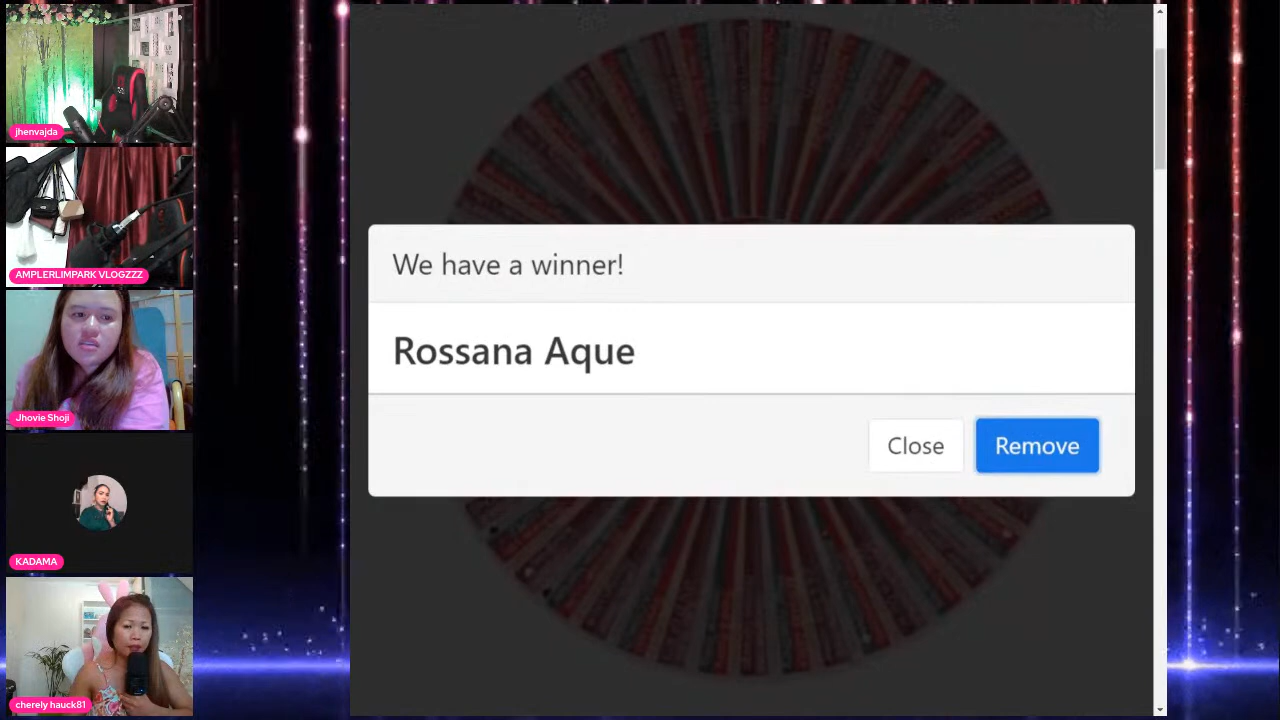 jhenvajda
AMPLERLIMPARK VLOGZZZ
Jhovie Shoji
KADAMA
cherely hauck81
We have a winner!
Rossana Aque
Close
Remove